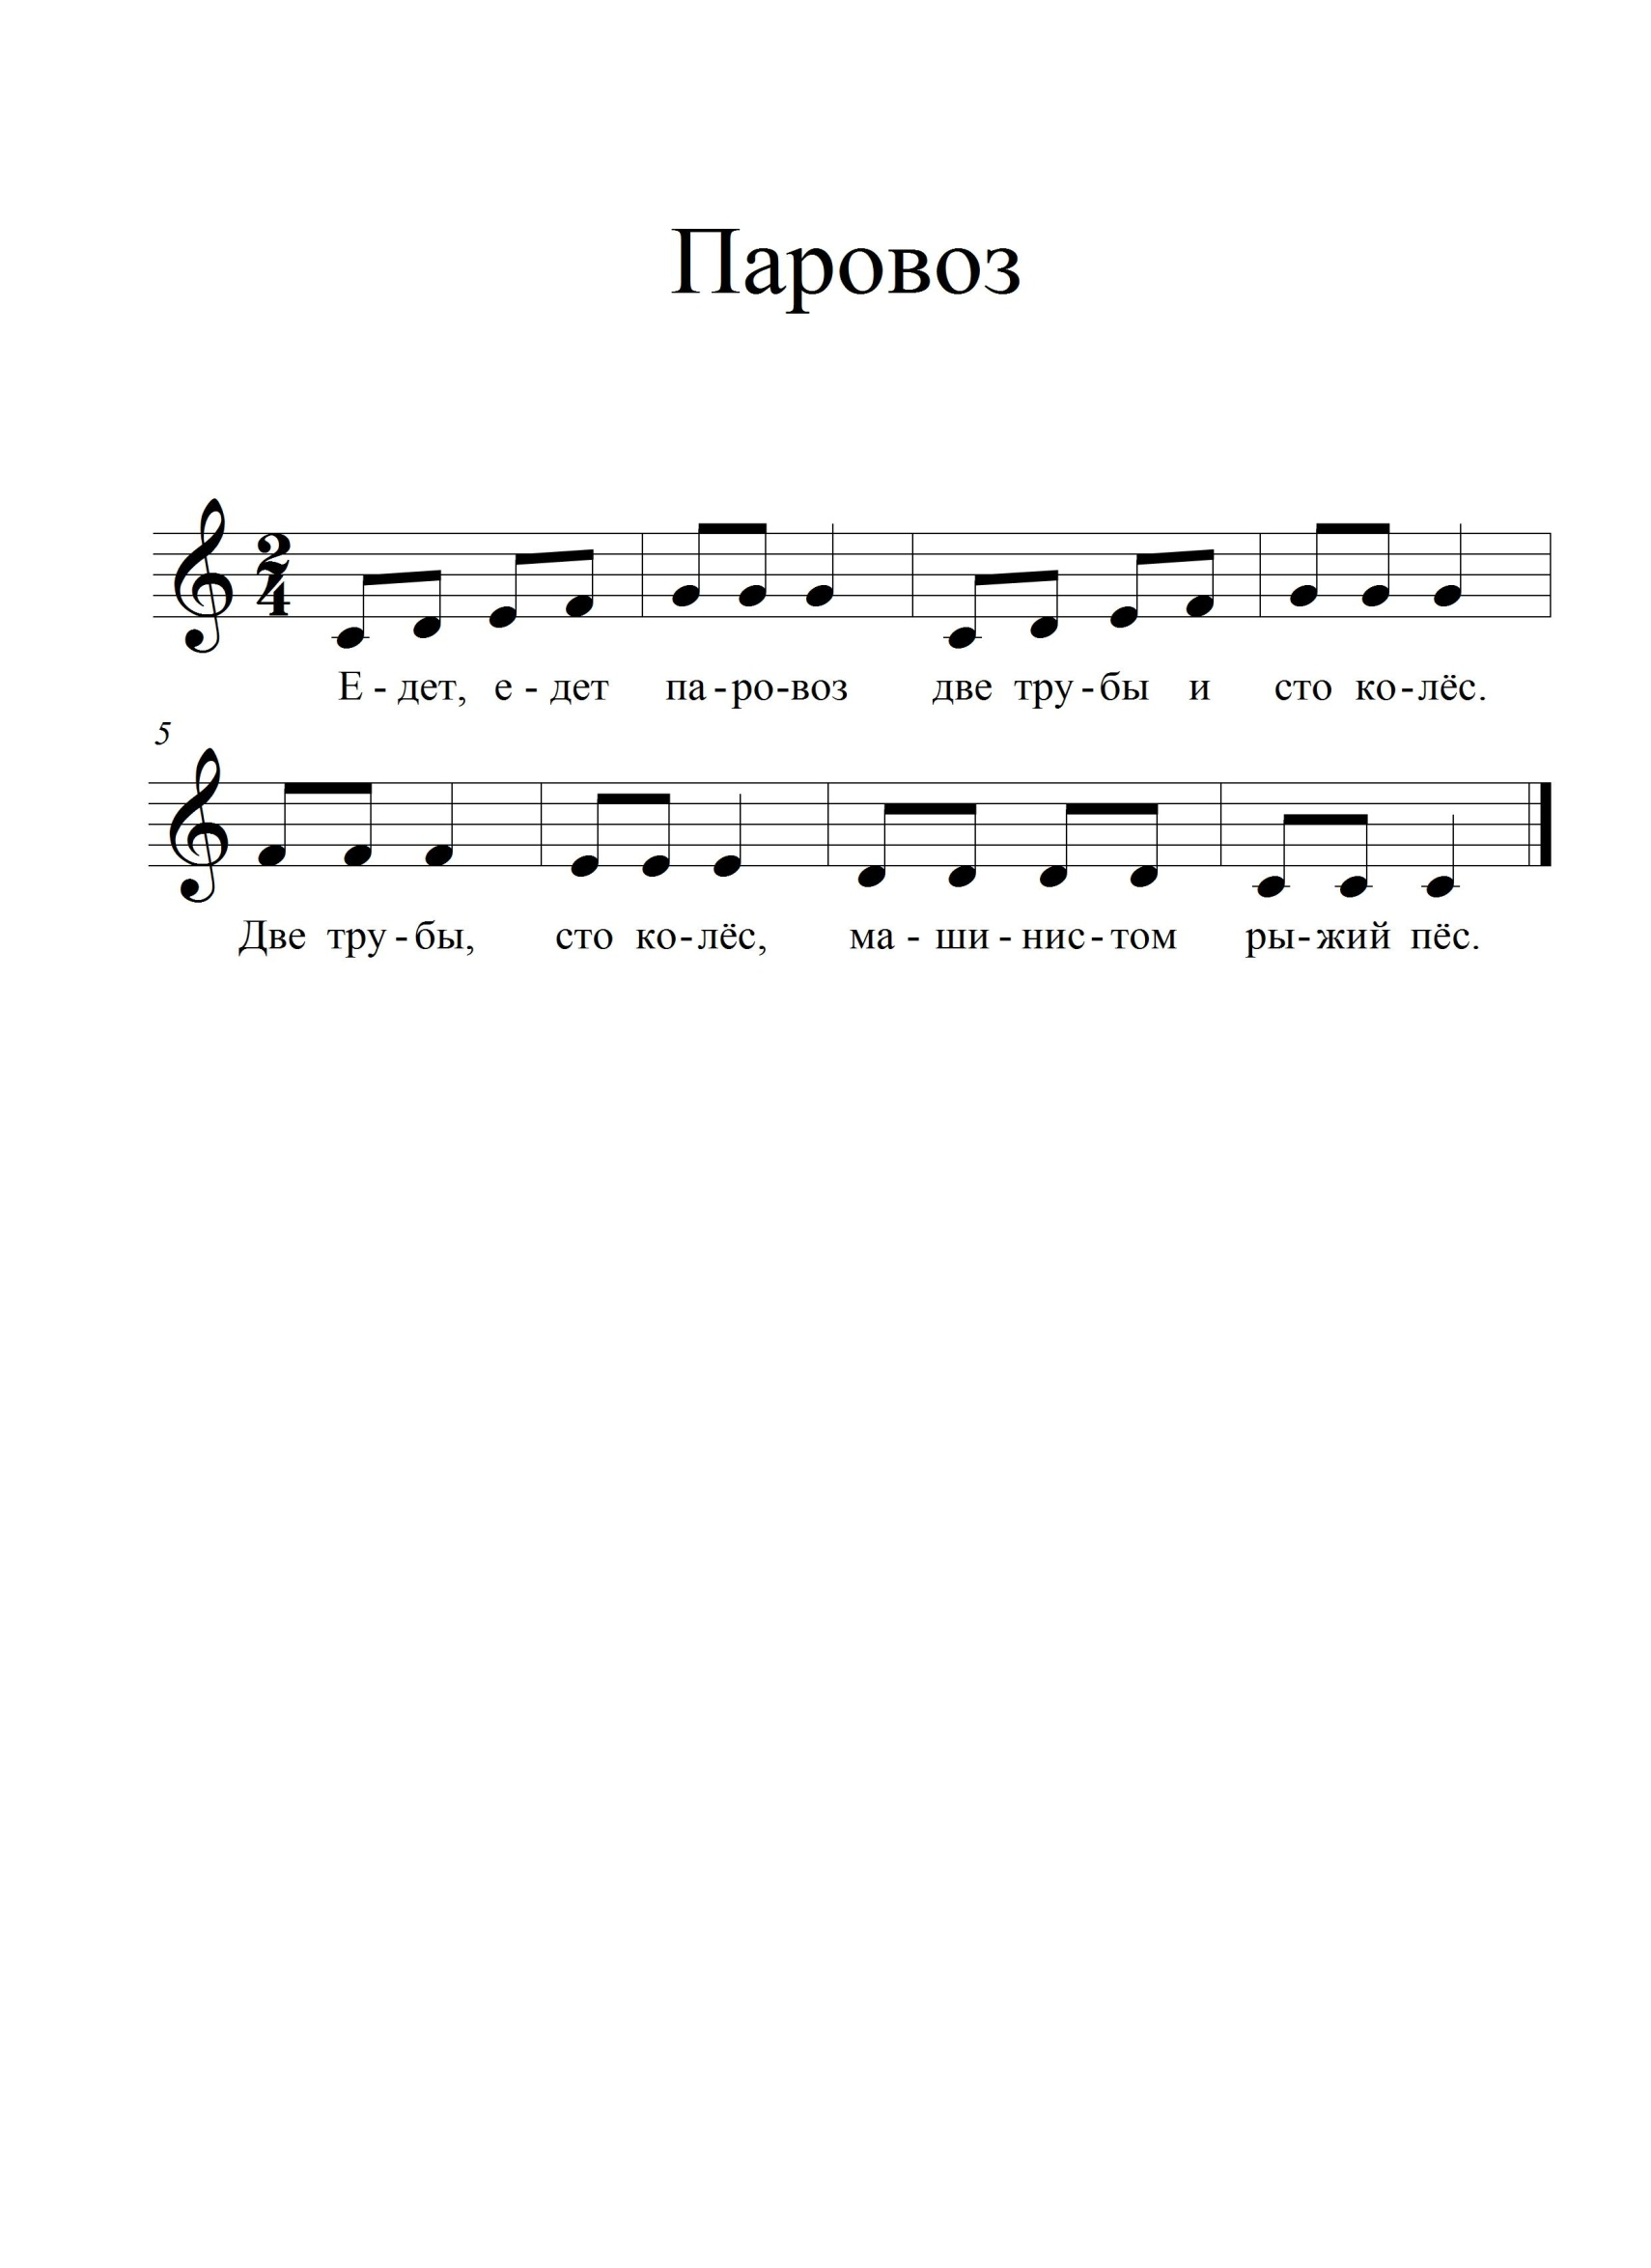 Паровоз
Е - дет, е - дет па - ро - воз две тру - бы и сто ко - лёс.
5
Две тру - бы, сто ко - лёс, ма - ши - нис - том ры - жий пёс.